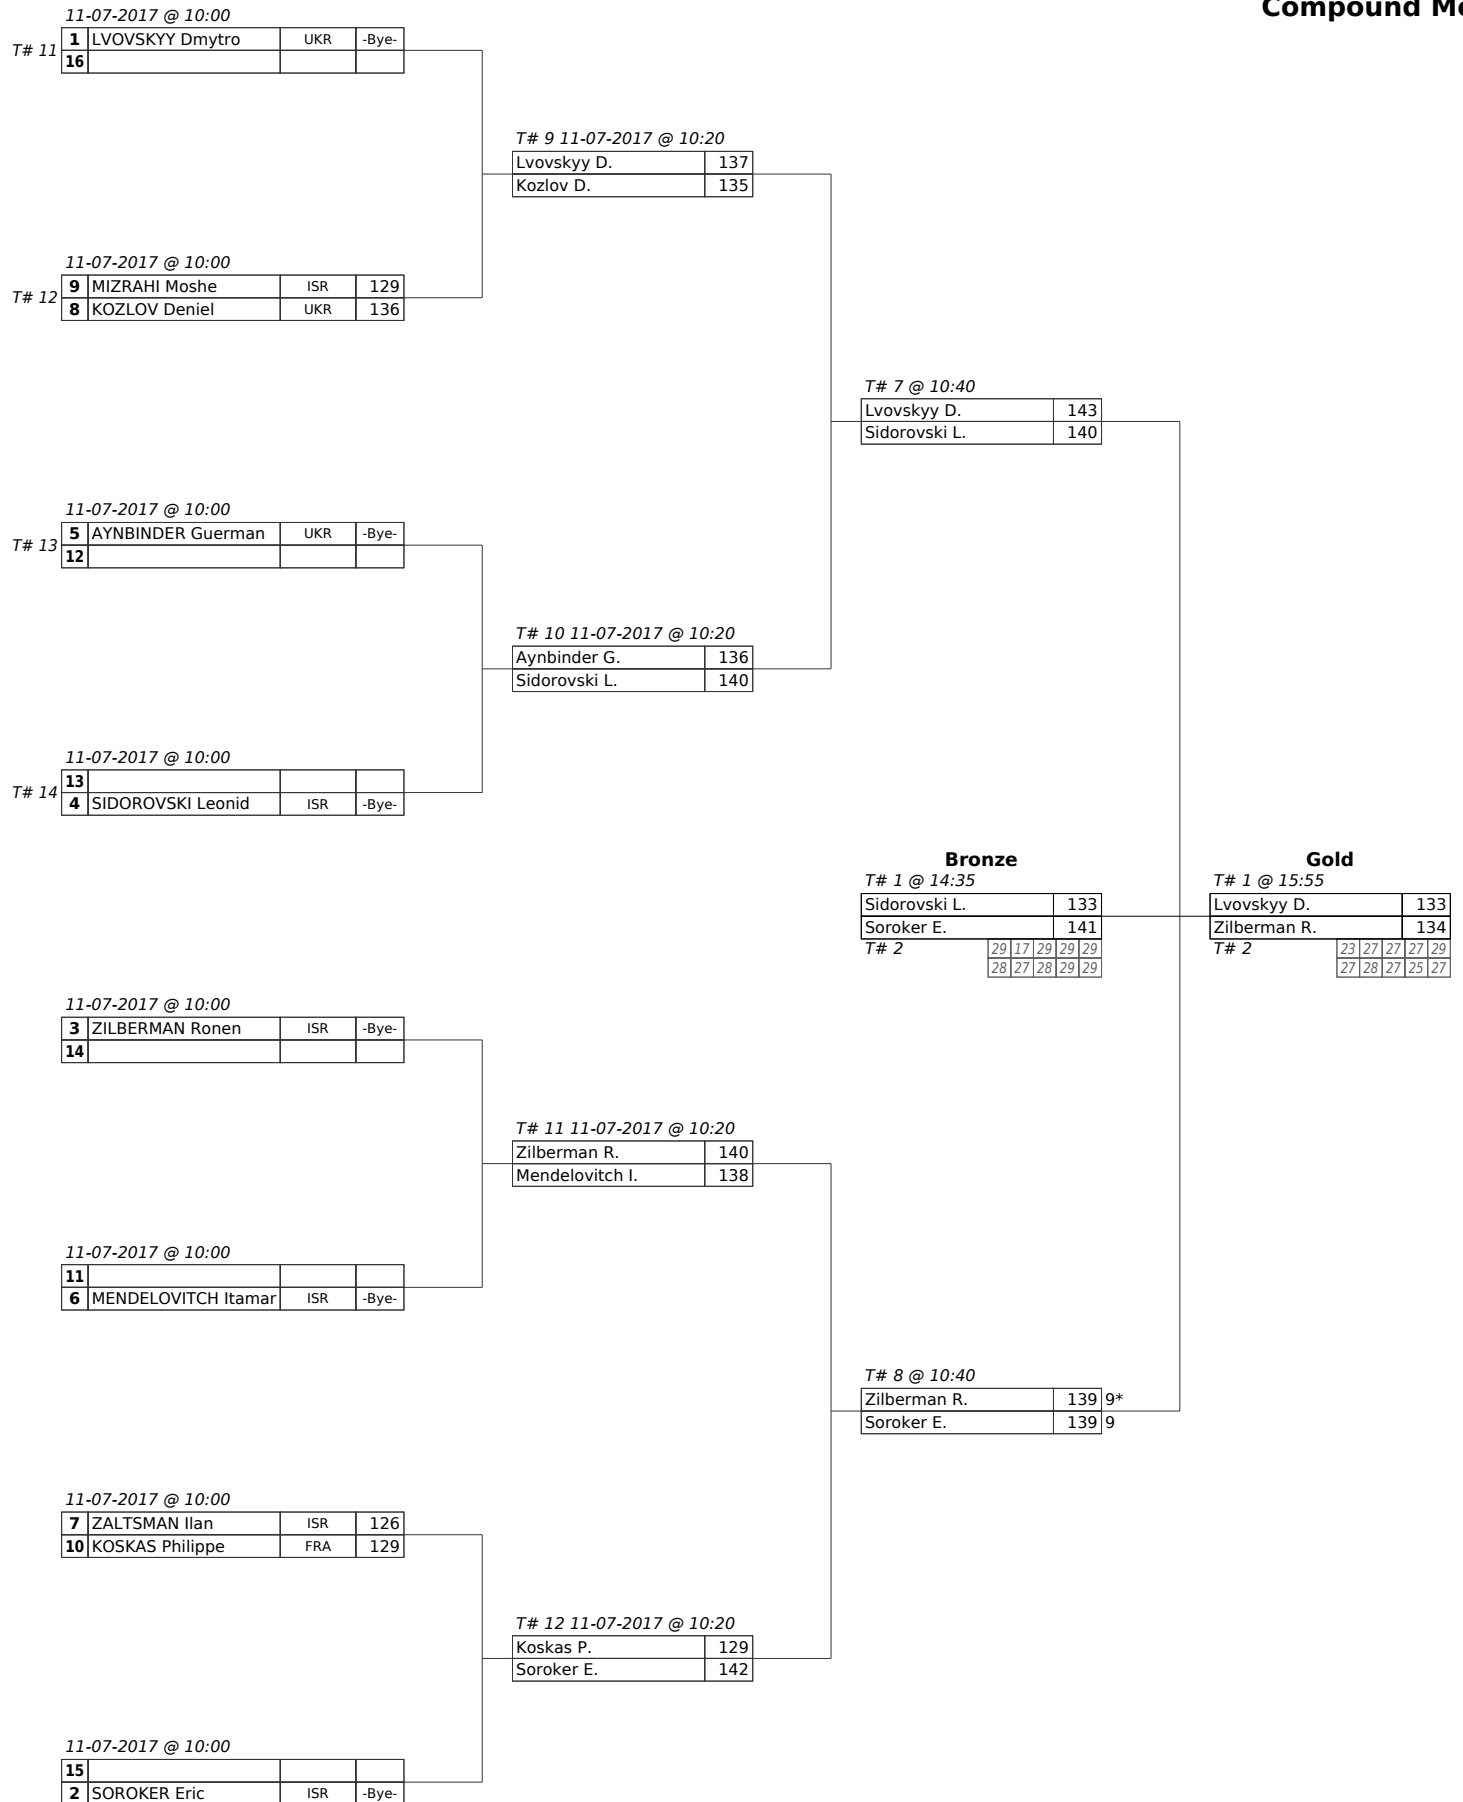 Compound Me
11-07-2017 @ 10:00
T# 11
1 LVOVSKYY Dmytro UKR -Bye-
16
T# 9 11-07-2017 @ 10:20
Lvovskyy D. 137
Kozlov D. 135
11-07-2017 @ 10:00
T# 12
9 MIZRAHI Moshe ISR 129
8 KOZLOV Deniel UKR 136
T# 7 @ 10:40
Lvovskyy D. 143
Sidorovski L. 140
11-07-2017 @ 10:00
T# 13
5 AYNBINDER Guerman UKR -Bye-
12
T# 10 11-07-2017 @ 10:20
Aynbinder G. 136
Sidorovski L. 140
11-07-2017 @ 10:00
T# 14
13
4 SIDOROVSKI Leonid ISR -Bye-
Bronze
T# 1 @ 14:35
Sidorovski L. 133
Soroker E. 141
T# 2 29 17 29 29 29
28 27 28 29 29
Gold
T# 1 @ 15:55
Lvovskyy D. 133
Zilberman R. 134
T# 2 23 27 27 27 29
27 28 27 25 27
11-07-2017 @ 10:00
3 ZILBERMAN Ronen ISR -Bye-
14
T# 11 11-07-2017 @ 10:20
Zilberman R. 140
Mendelovitch I. 138
11-07-2017 @ 10:00
11
6 MENDELOVITCH Itamar ISR -Bye-
T# 8 @ 10:40
Zilberman R. 139 9*
Soroker E. 139 9
11-07-2017 @ 10:00
7 ZALTSMAN Ilan ISR 126
10 KOSKAS Philippe FRA 129
T# 12 11-07-2017 @ 10:20
Koskas P. 129
Soroker E. 142
11-07-2017 @ 10:00
15
2 SOROKER Eric ISR -Bye-